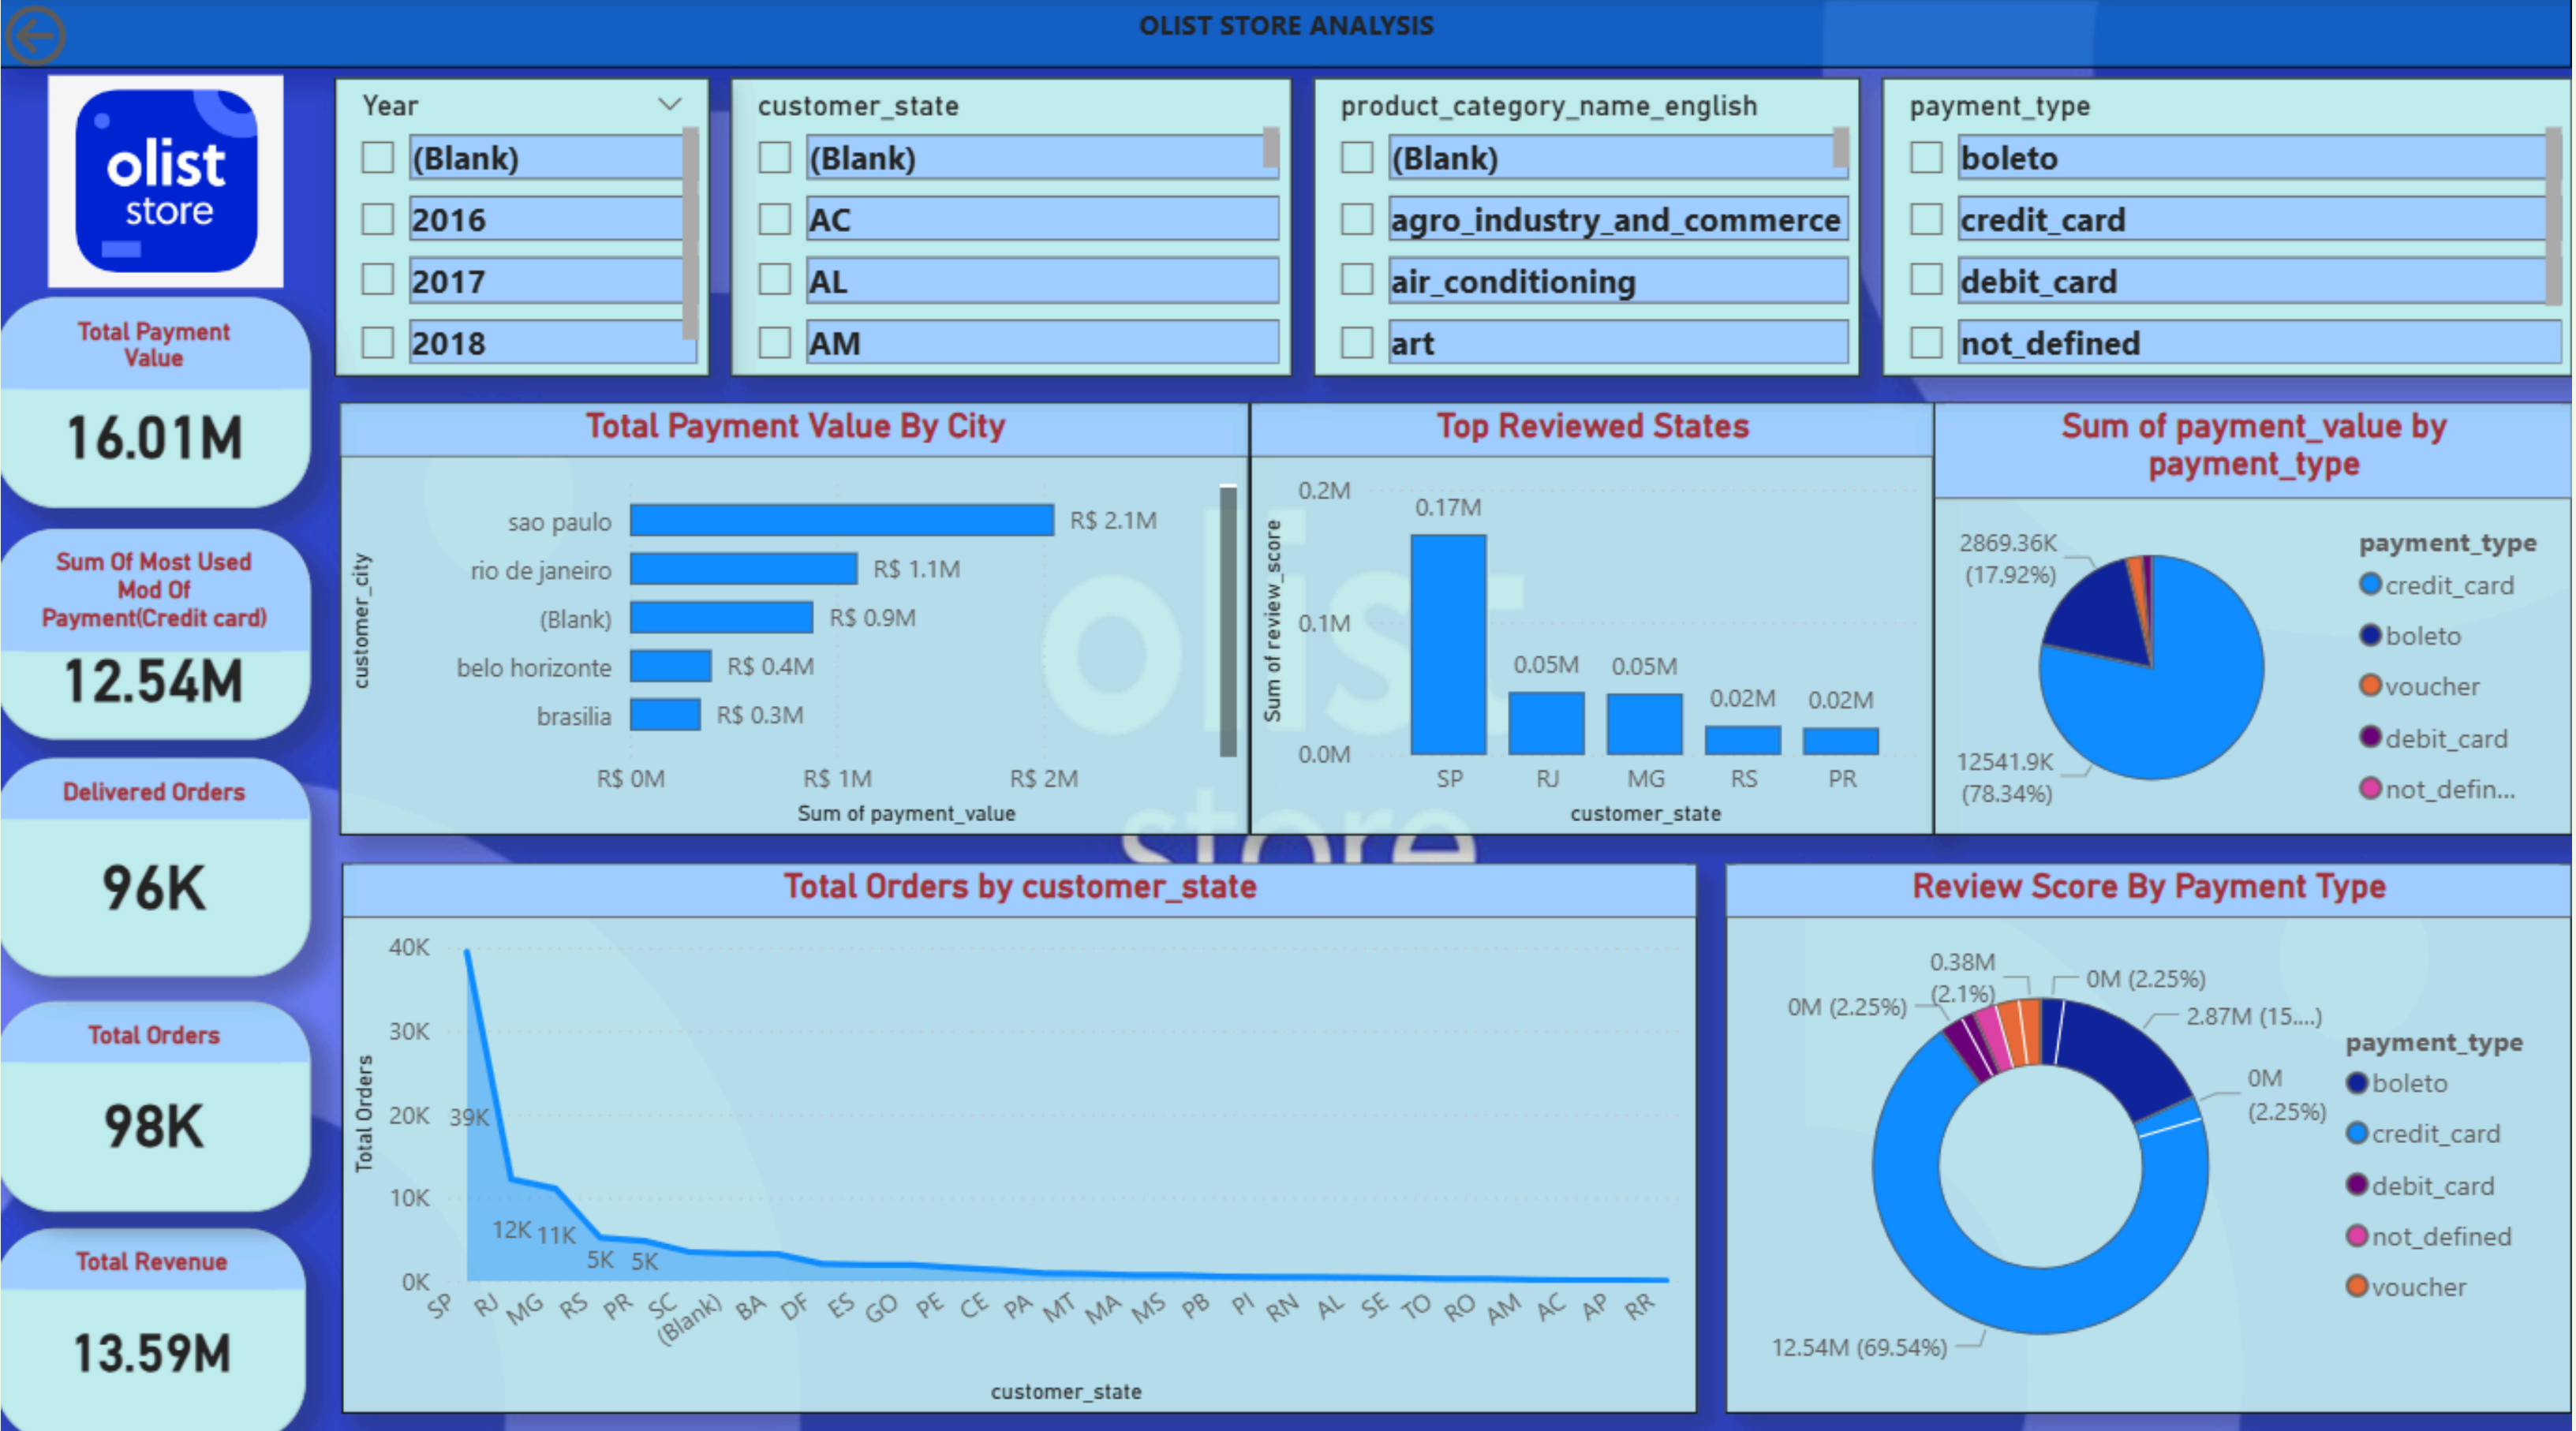 OLIST STORE ANALYSIS
olist
store
Year
(Blank)
2016
2017
2018
customer_state
(Blank)
AC
AL
AM
product_category_name_english
(Blank)
agro_industry_and_commerce
air_conditioning
art
payment_type
boleto
credit_card
debit_card
not_defined
Total Payment
Value
16.01M
Sum Of Most Used
Mod Of
Payment(Credit card)
12.54M
Delivered Orders
96K
Total Orders
98K
Total Revenue
13.59M
Total Payment Value By City
customer_city
sao paulo
R$ 2.1M
rio de janeiro
R$ 1.1M
(Blank)
R$ 0.9M
belo horizonte
R$ 0.4M
brasilia
R$ 0.3M
R$ 0M
R$ 1M
R$ 2M
Sum of payment_value
Top Reviewed States
Sum of review_score
0.2M
0.1M
0.0M
0.17M
0.05M
0.05M
0.02M
0.02M
SP
RJ
MG
RS
PR
customer_state
Sum of payment_value by
payment_type
2869.36K
(17.92%)
12541.9K
(78.34%)
payment_type
credit_card
boleto
voucher
debit_card
not_defin...
olist
store
Total Orders by customer_state
Total Orders
40K
30K
20K
10K
0K
39K
12K
11K
5K
5K
SP
RJ
MG
RS
PR
SC
(Blank)
BA
DF
ES
GO
PE
CE
PA
MT
MA
MS
PB
PI
RN
AL
SE
TO
RO
AM
AC
AP
RR
customer_state
Review Score By Payment Type
0.38M
(2.1%)
0M (2.25%)
0M (2.25%)
2.87M (15....)
0M
(2.25%)
12.54M (69.54%)
payment_type
boleto
credit_card
debit_card
not_defined
voucher